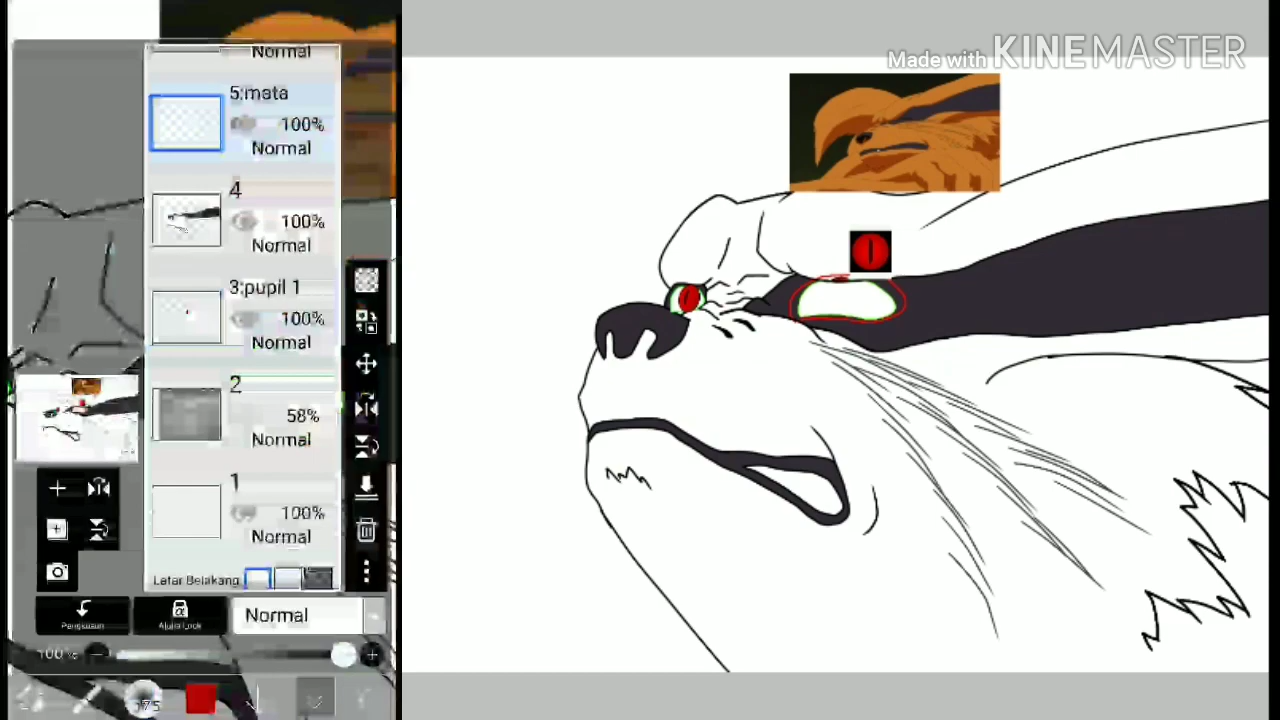 Made with KINEMASTER
Normal
5:mata
100%
Normal
4
100%
Normal
3:pupil 1
100%
Normal
2
58%
Normal
1
100%
Normal
Latar Belakang
Normal
100%